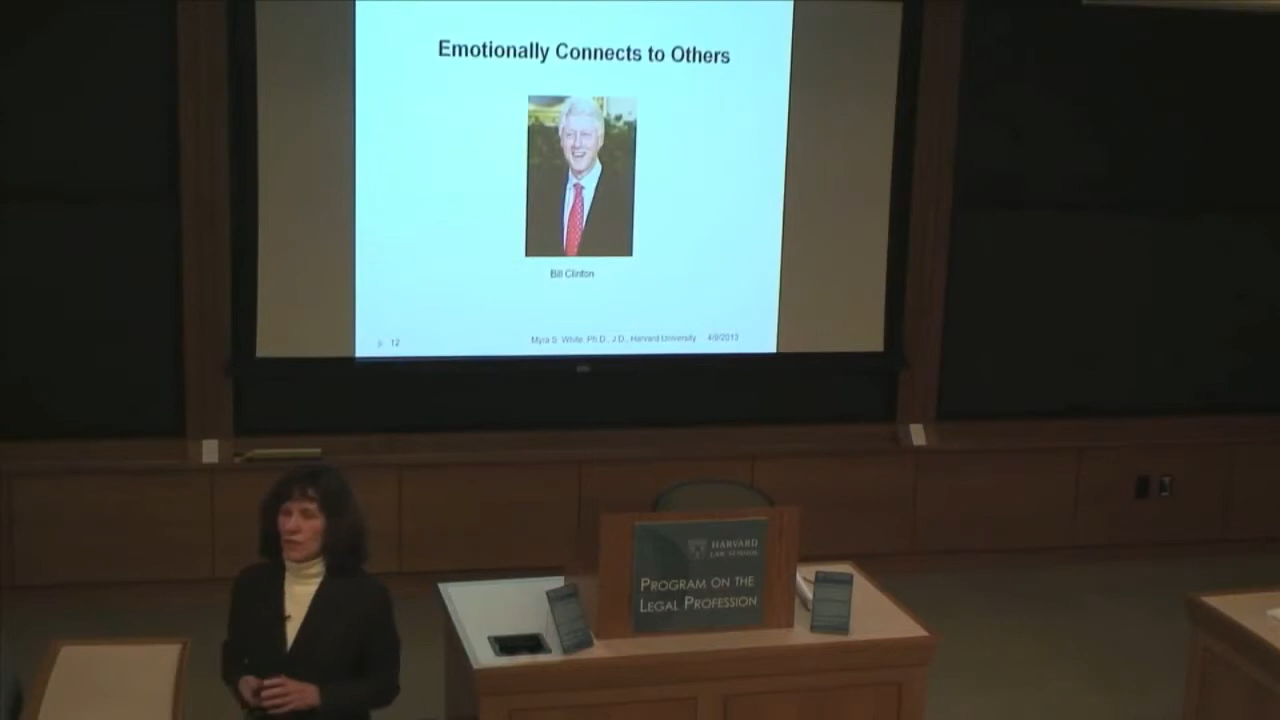 Emotionally Connects to Others
Bill Clinton
12
Myra S. White, Ph.D., J.D., Harvard University 4/9/2013
HARVARD
LAW SCHOOL
PROGRAM ON THE
LEGAL PROFESSION